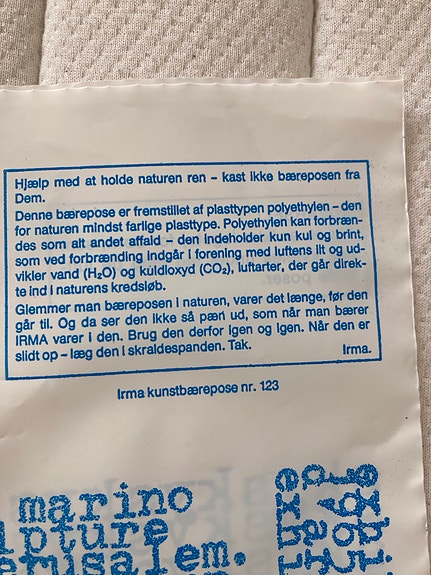 Hjælp med at holde naturen ren – kast ikke bæreposen fra
Dem.
Denne bærepose er fremstillet af plasttypen polyethylen – den
for naturen mindst farlige plasttype. Polyethylen kan forbræn-
des som alt andet affald – den indeholder kun kul og brint,
som ved forbrænding indgår i forening med luftens ilt og ud-
vikler vand (H₂O) og kuldioxyd (CO₂), luftarter, der går direk-
te ind i naturens kredsløb.
Glemmer man bæreposen i naturen, varer det længe, før den
går til. Og da ser den ikke så pæn ud, som når man bærer
IRMA varer i den. Brug den derfor igen og igen. Når den er
slidt op – læg den i skraldespanden. Tak. Irma.
Irma kunstbærepose nr. 123
marino